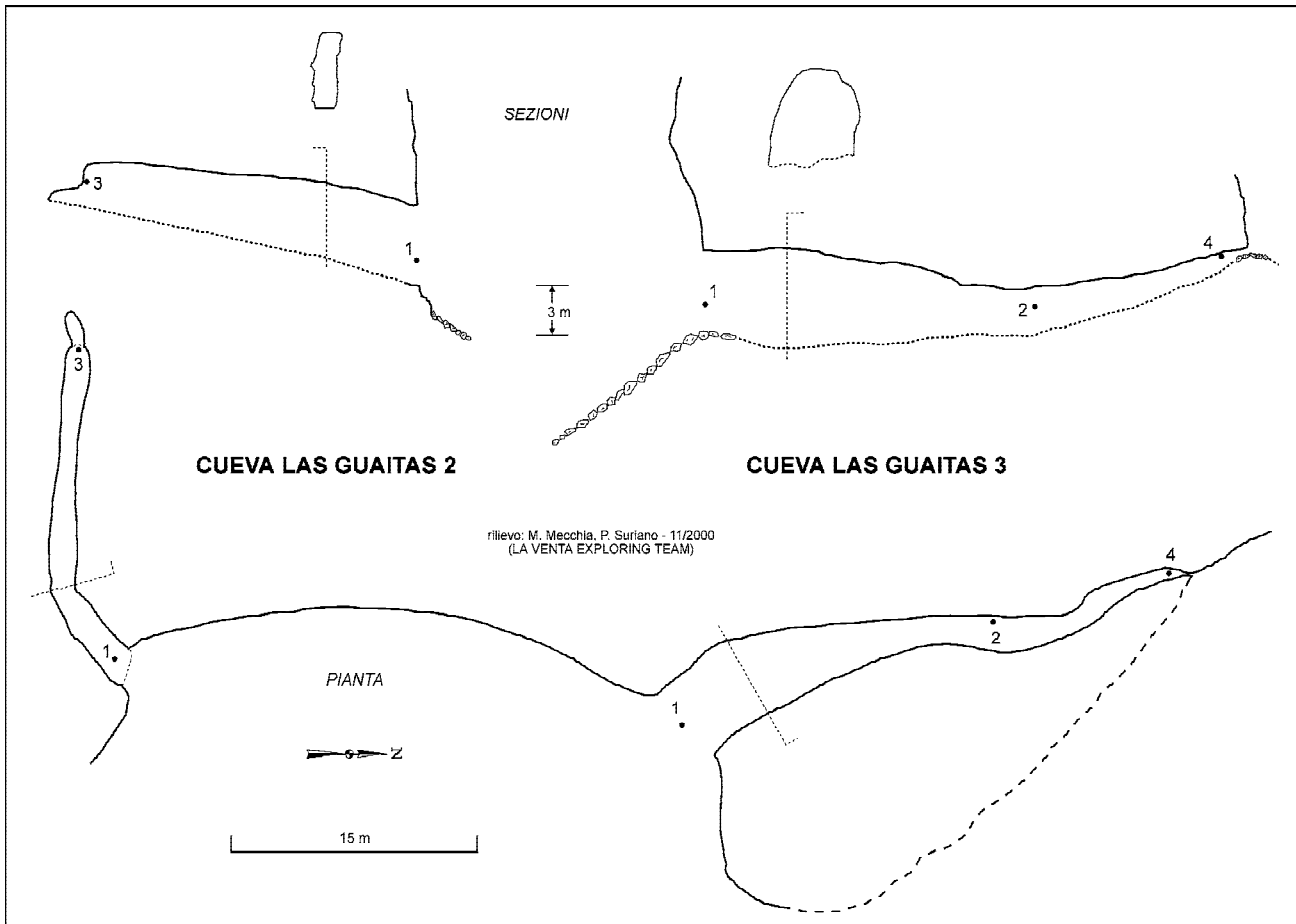 SEZIONI
3
1
3 m
1
2
4
CUEVA LAS GUAITAS 2
CUEVA LAS GUAITAS 3
rilievo: M. Mecchia, P. Suriano - 11/2000
(LA VENTA EXPLORING TEAM)
3
1
PIANTA
N
15 m
1
2
4